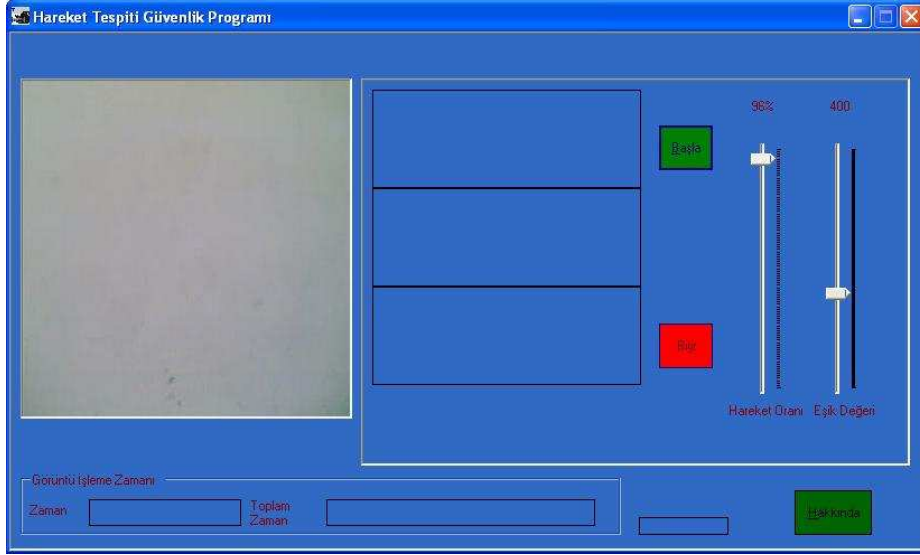 Hareket Tespiti Güvenlik Programı
96%
400
Başla
Bitir
Hareket Oranı
Eşik Değeri
Görüntü İşleme Zamanı
Zaman
Toplam
Zaman
Hakkında